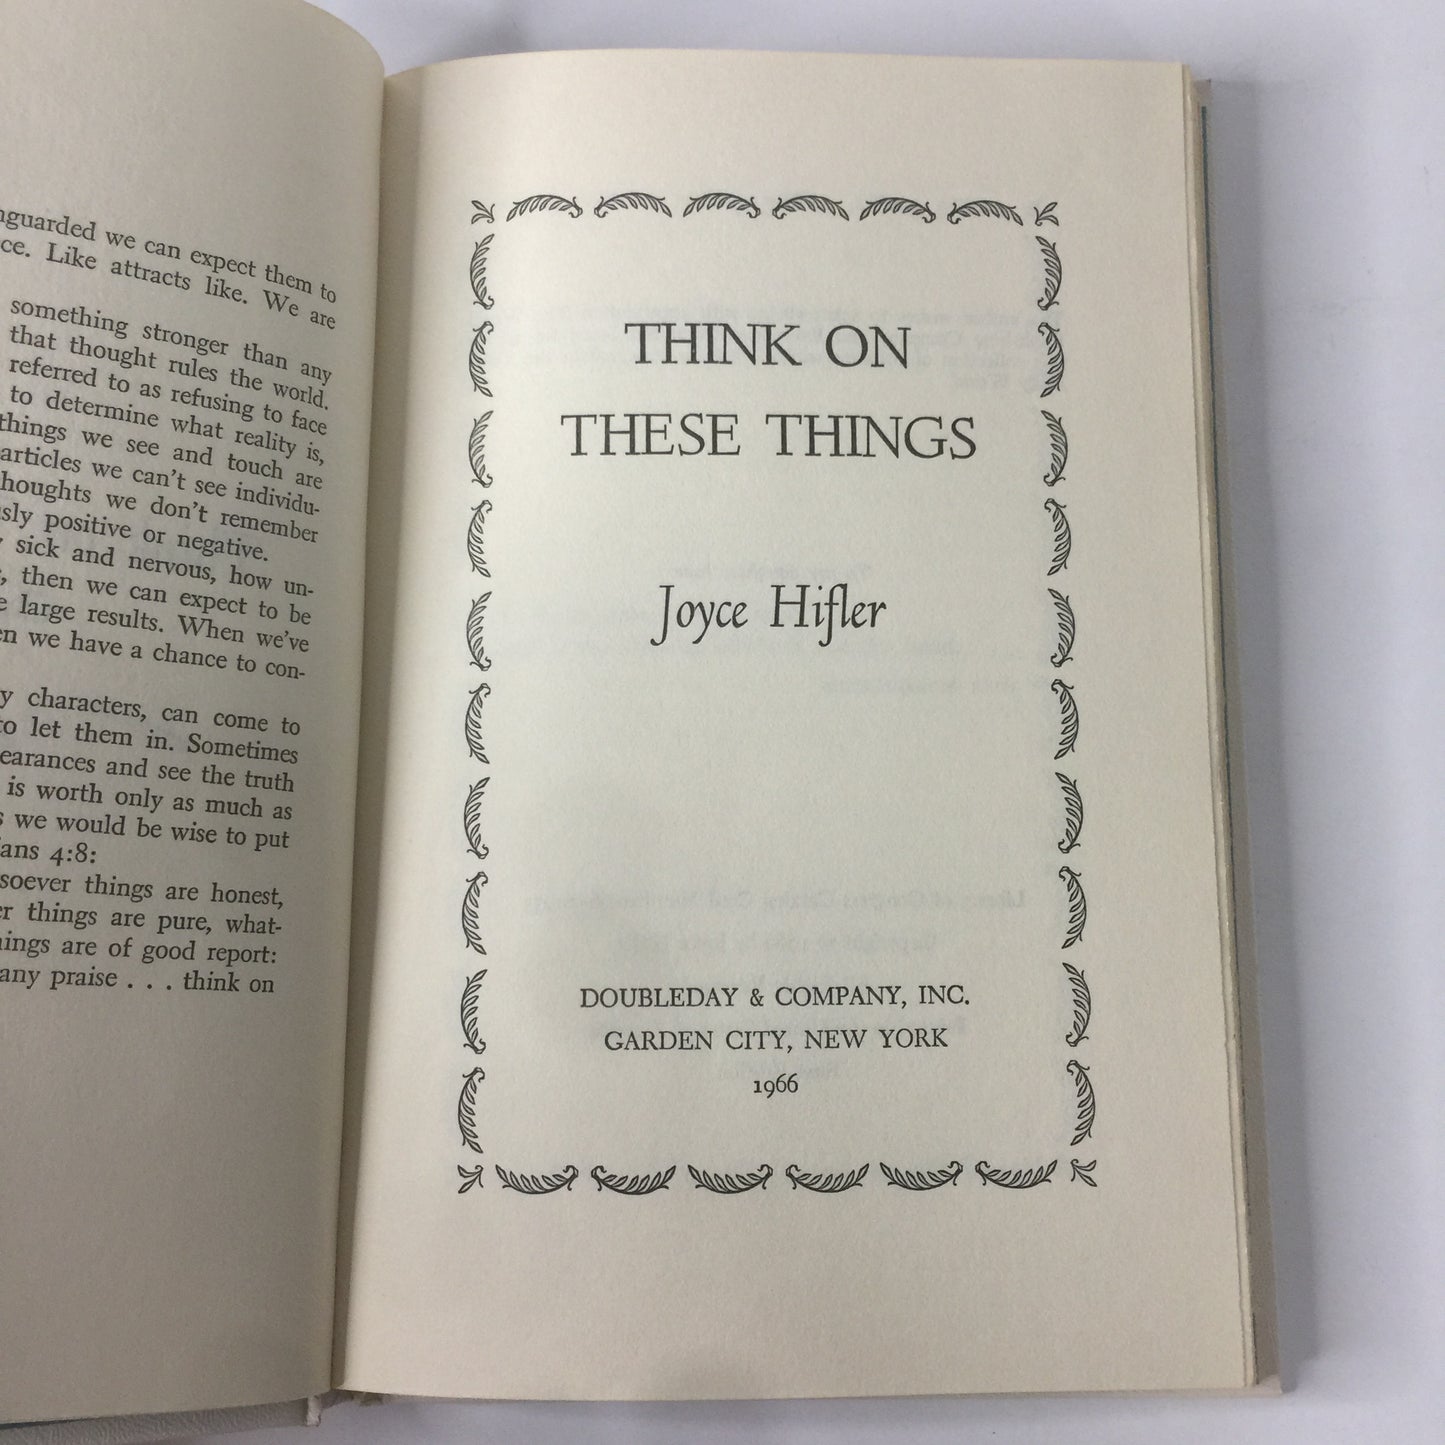 we can expect them to
ce. Like attracts like. We are
something stronger than any
that thought rules the world.
referred to as refusing to face
to determine what reality is,
things we see and touch are
articles we can't see individu-
houghts we don't remember
sly positive or negative.
sick and nervous, how un-
, then we can expect to be
e large results. When we've
en we have a chance to con-
y characters, can come to
to let them in. Sometimes
earances and see the truth
is worth only as much as
s we would be wise to put
ians 4:8:
soever things are honest,
er things are pure, what-
ings are of good report:
any praise . . . think on
THINK ON
THESE THINGS
Joyce Hifler
DOUBLEDAY & COMPANY, INC.
GARDEN CITY, NEW YORK
1966